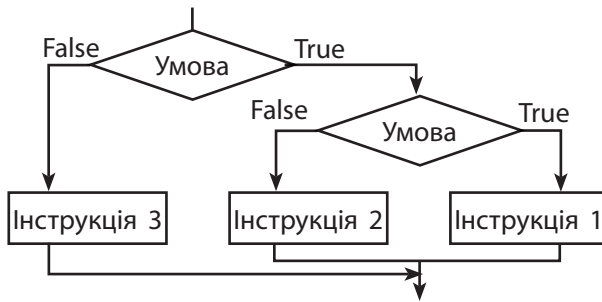 False
Умова
True
False
Умова
True
Інструкція 3
Інструкція 2
Інструкція 1